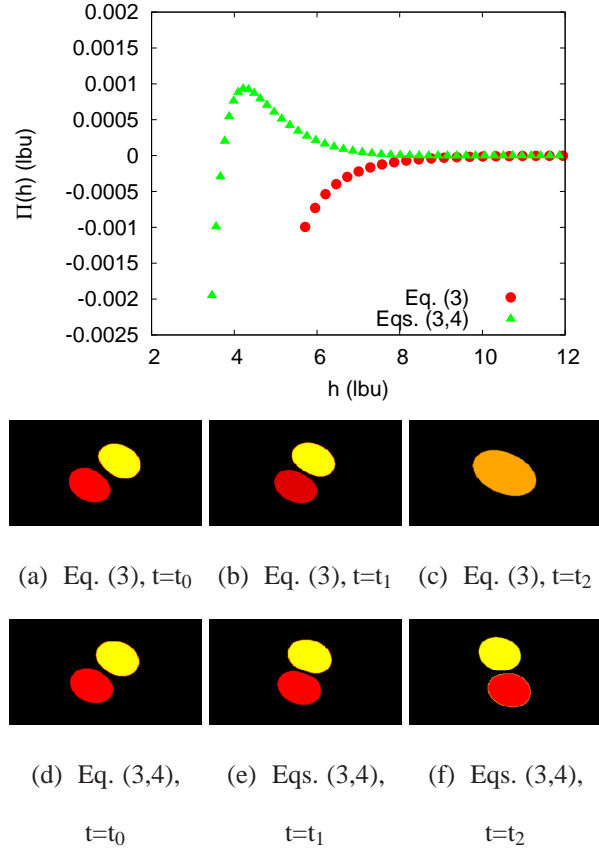 0.002
0.0015
0.001
0.0005
0
-0.0005
-0.001
-0.0015
-0.002
-0.0025
Π(h) (lbu)
Eq. (3)
Eqs. (3,4)
2 4 6 8 10 12
h (lbu)
(a) Eq. (3), t=t₀ (b) Eq. (3), t=t₁ (c) Eq. (3), t=t₂
(d) Eq. (3,4), (e) Eqs. (3,4), (f) Eqs. (3,4),
t=t₀ t=t₁ t=t₂